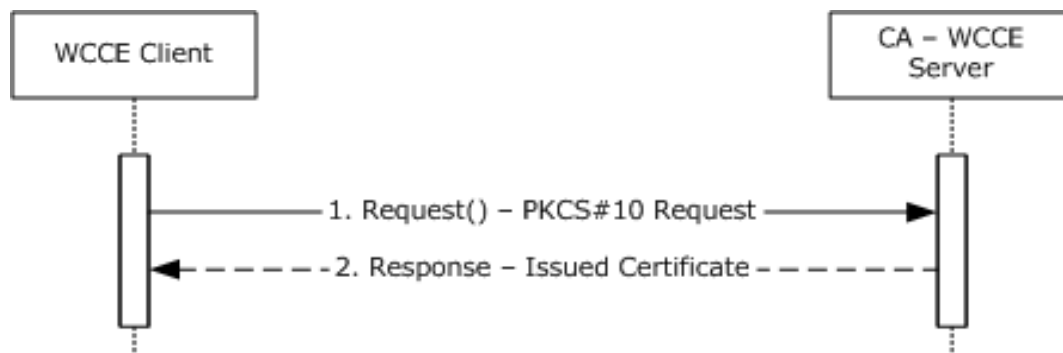 WCCE Client
CA – WCCE
Server
1. Request() – PKCS#10 Request
2. Response – Issued Certificate